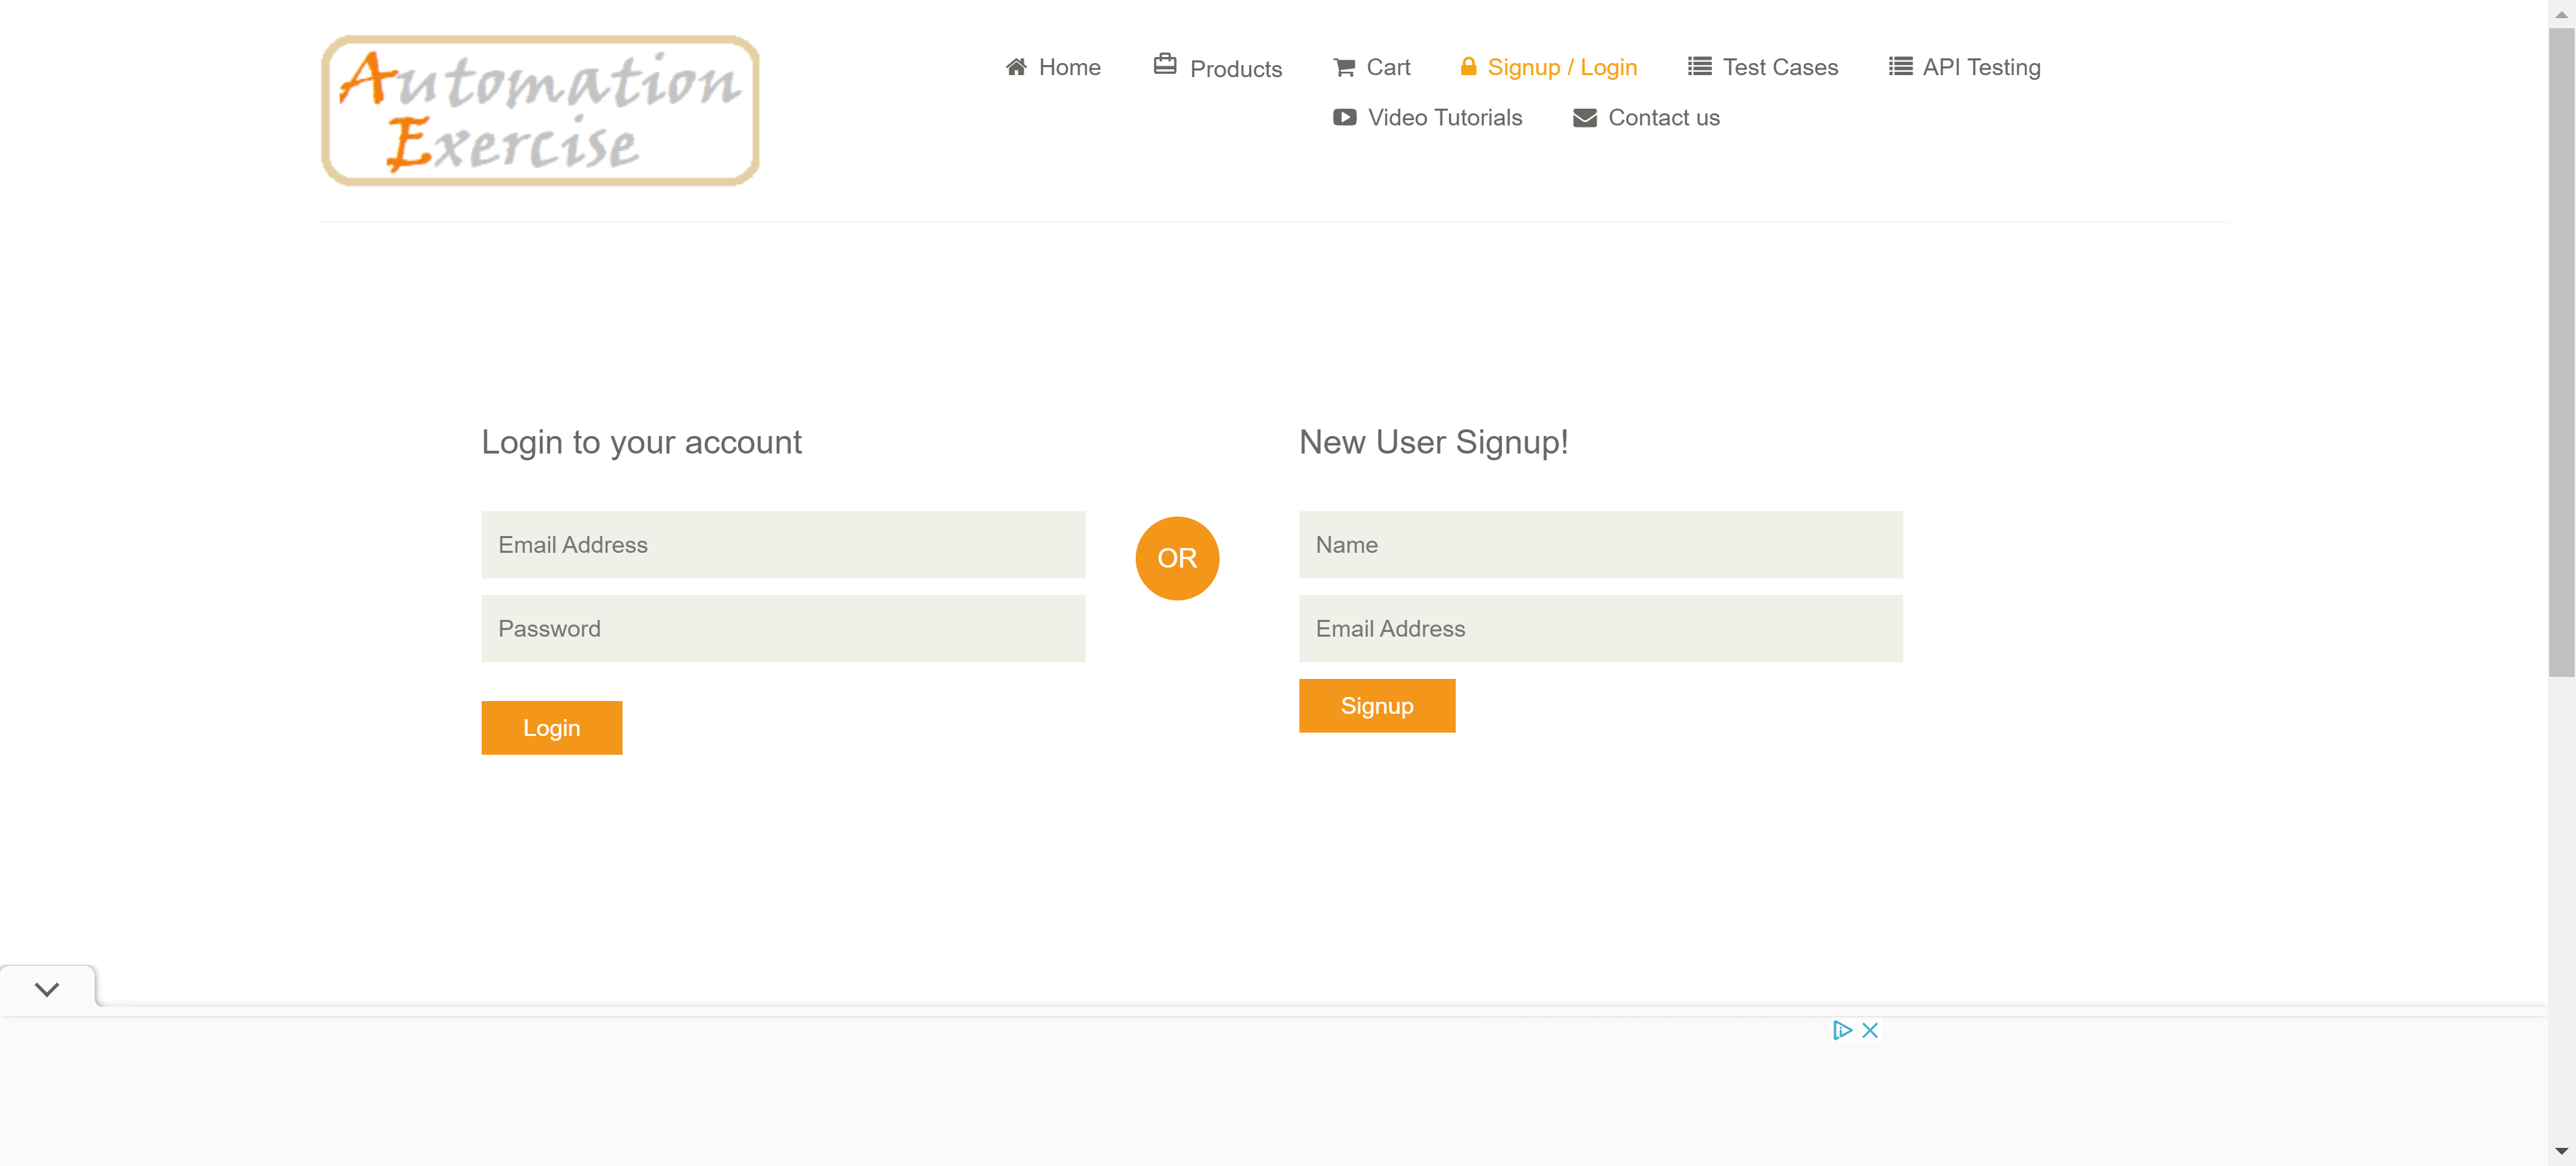 Automation
Exercise
Home Products Cart Signup / Login Test Cases API Testing
Video Tutorials Contact us
Login to your account
Email Address
Password
Login
OR
New User Signup!
Name
Email Address
Signup